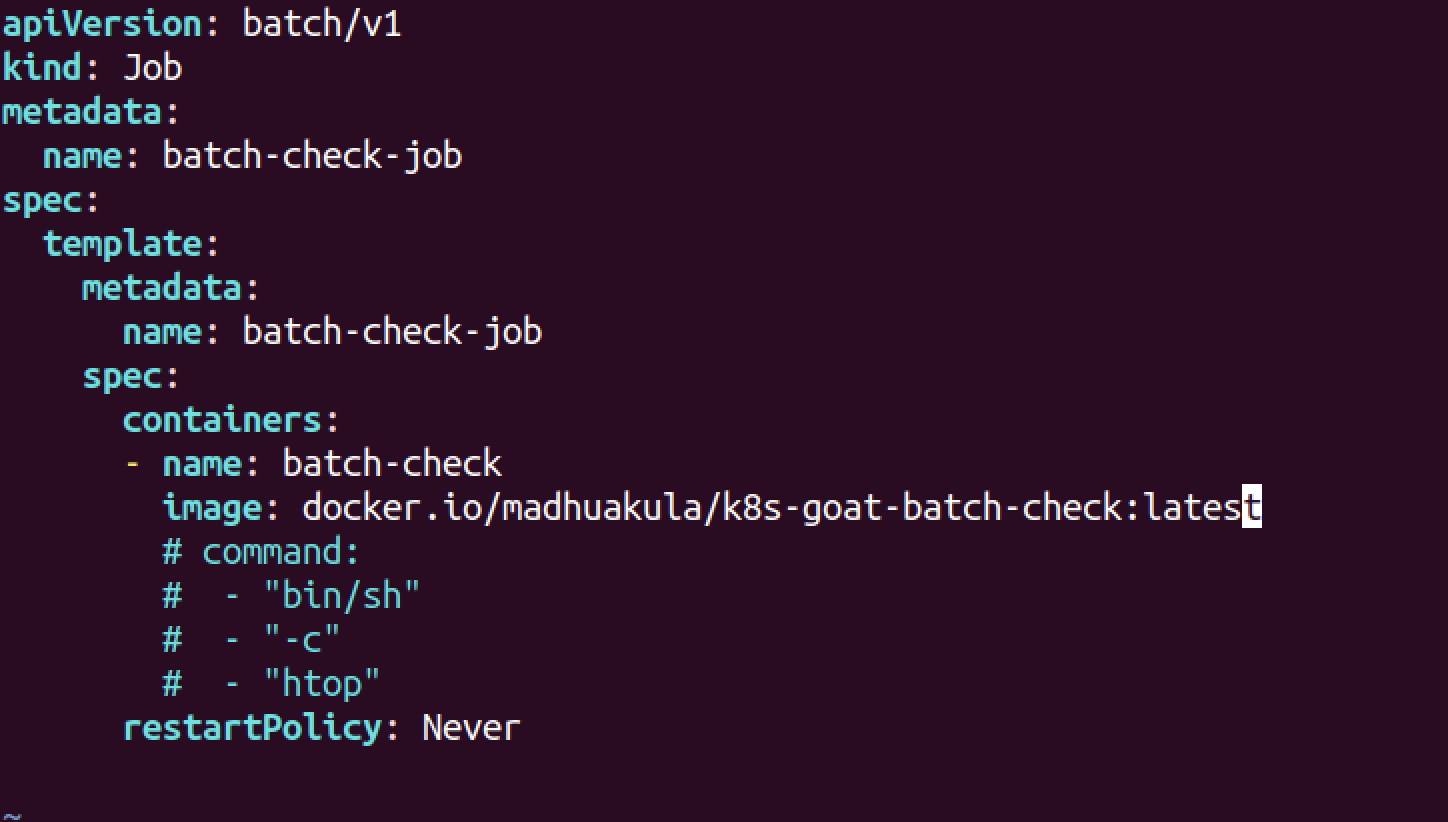 apiVersion: batch/v1
kind: Job
metadata:
  name: batch-check-job
spec:
  template:
    metadata:
      name: batch-check-job
    spec:
      containers:
      - name: batch-check
        image: docker.io/madhuakula/k8s-goat-batch-check:latest
        # command:
        #  - "bin/sh"
        #  - "-c"
        #  - "htop"
      restartPolicy: Never
~